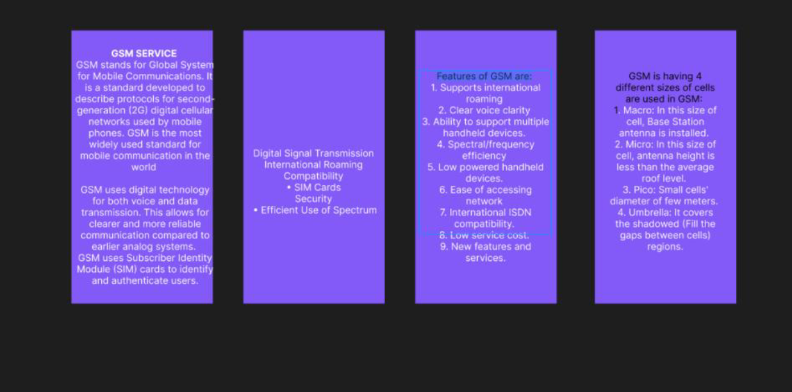 GSM SERVICE
GSM stands for Global System
for Mobile Communications. It
is a standard developed to
describe protocols for second-
generation (2G) digital cellular
networks used by mobile
phones. GSM is the most
widely used standard for
mobile communication in the
world
GSM uses digital technology
for both voice and data
transmission. This allows for
clearer and more reliable
communication compared to
earlier analog systems.
GSM uses Subscriber Identity
Module (SIM) cards to identify
and authenticate users.
Digital Signal Transmission
International Roaming
Compatibility
• SIM Cards
Security
• Efficient Use of Spectrum
Features of GSM are:
1. Supports international
roaming
2. Clear voice clarity
3. Ability to support multiple
handheld devices.
4. Spectral/frequency
efficiency
5. Low powered handheld
devices.
6. Ease of accessing
network
7. International ISDN
compatibility.
8. Low service cost.
9. New features and
services.
GSM is having 4
different sizes of cells
are used in GSM:
1. Macro: In this size of
cell, Base Station
antenna is installed.
2. Micro: In this size of
cell, antenna height is
less than the average
roof level.
3. Pico: Small cells'
diameter of few meters.
4. Umbrella: It covers
the shadowed (Fill the
gaps between cells)
regions.